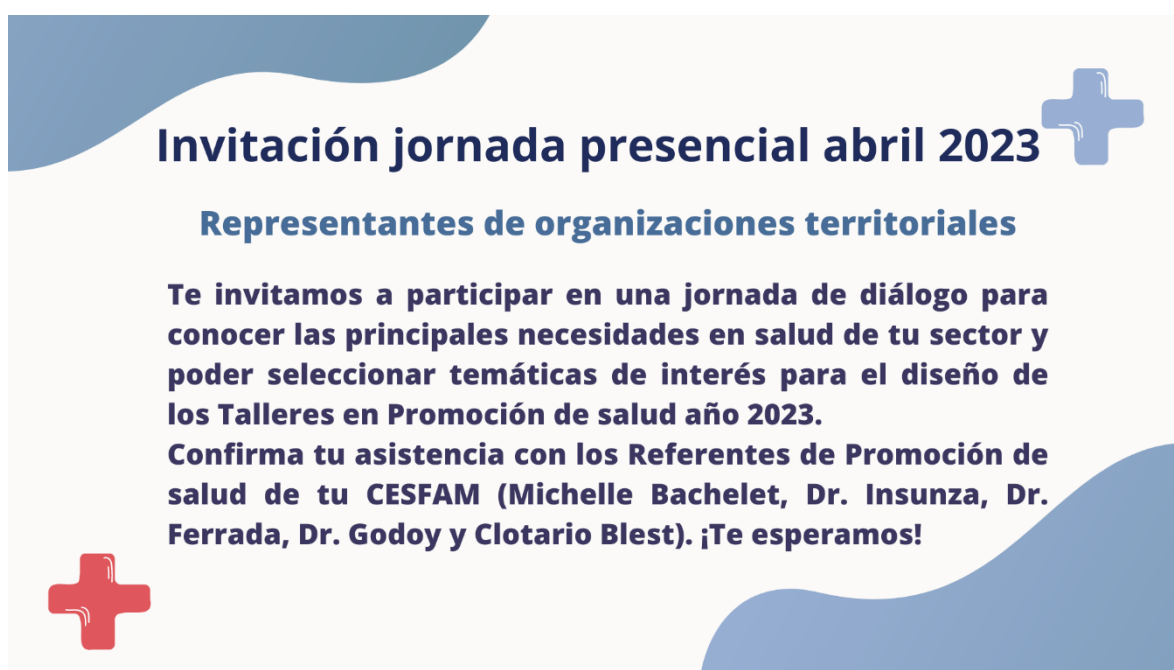 Invitación jornada presencial abril 2023
Representantes de organizaciones territoriales
Te invitamos a participar en una jornada de diálogo para
conocer las principales necesidades en salud de tu sector y
poder seleccionar temáticas de interés para el diseño de
los Talleres en Promoción de salud año 2023.
Confirma tu asistencia con los Referentes de Promoción de
salud de tu CESFAM (Michelle Bachelet, Dr. Insunza, Dr.
Ferrada, Dr. Godoy y Clotario Blest). ¡Te esperamos!